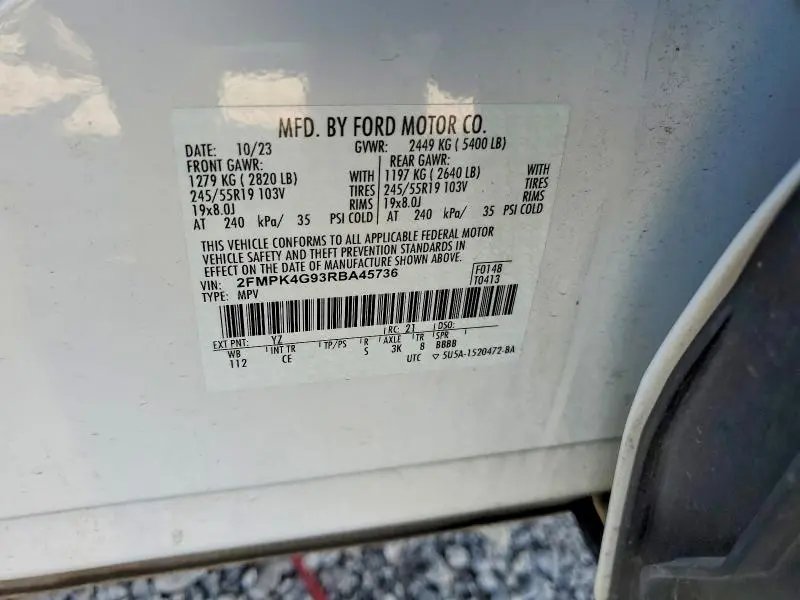 MFD. BY FORD MOTOR CO.
DATE: 10/23 GVWR: 2449 KG ( 5400 LB)
FRONT GAWR: REAR GAWR:
1279 KG ( 2820 LB) WITH 1197 KG ( 2640 LB) WITH
245/55R19 103V TIRES 245/55R19 103V TIRES
19x8.0J RIMS 19x8.0J RIMS
AT 240 kPa/ 35 PSI COLD AT 240 kPa/ 35 PSI COLD
THIS VEHICLE CONFORMS TO ALL APPLICABLE FEDERAL MOTOR
VEHICLE SAFETY AND THEFT PREVENTION STANDARDS IN
EFFECT ON THE DATE OF MANUFACTURE SHOWN ABOVE.
VIN: 2FMPK4G93RBA45736 F0148
TYPE: MPV T0413
EXT PNT: YZ RC: 21 DSO:
WB INT TR TP/PS R AXLE TR SPR
112 CE S 3K 8 BBBB
UTC ▽ 5U5A-1520472-BA